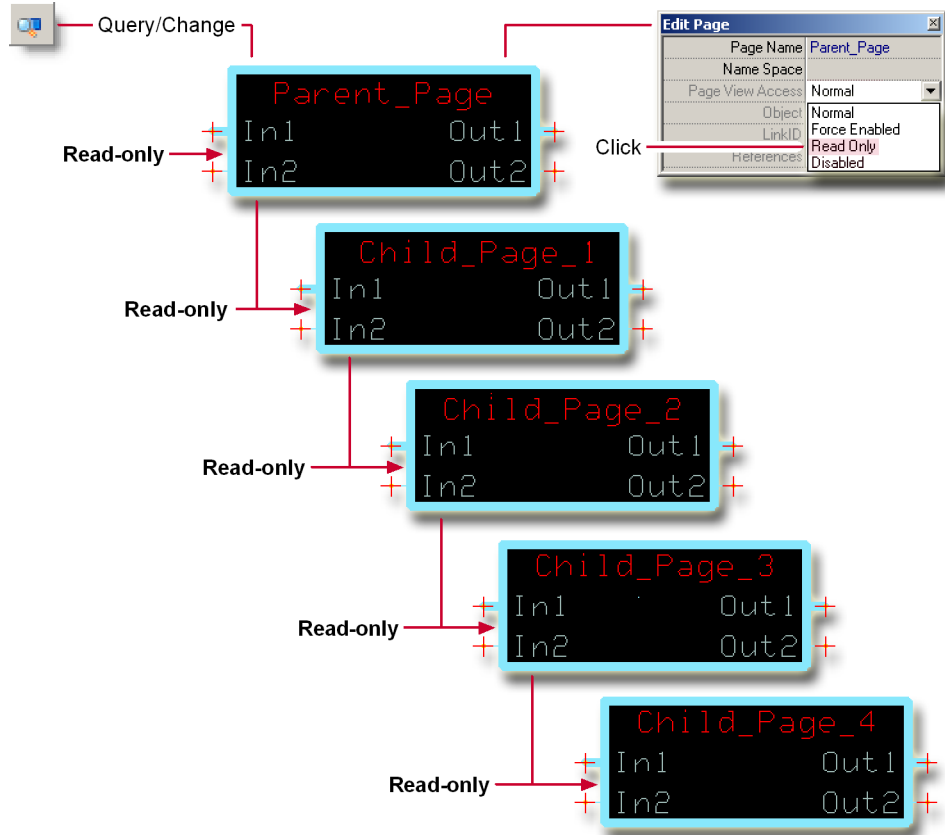 Query/Change
Edit Page
Page Name Parent_Page
Name Space
Page View Access Normal
Object Normal
LinkID Force Enabled
Click Read Only
References Disabled
Parent_Page
In1 Out1
Read-only
In2 Out2
Child_Page_1
In1 Out1
Read-only
In2 Out2
Child_Page_2
In1 Out1
Read-only
In2 Out2
Child_Page_3
In1 Out1
Read-only
In2 Out2
Child_Page_4
In1 Out1
Read-only
In2 Out2